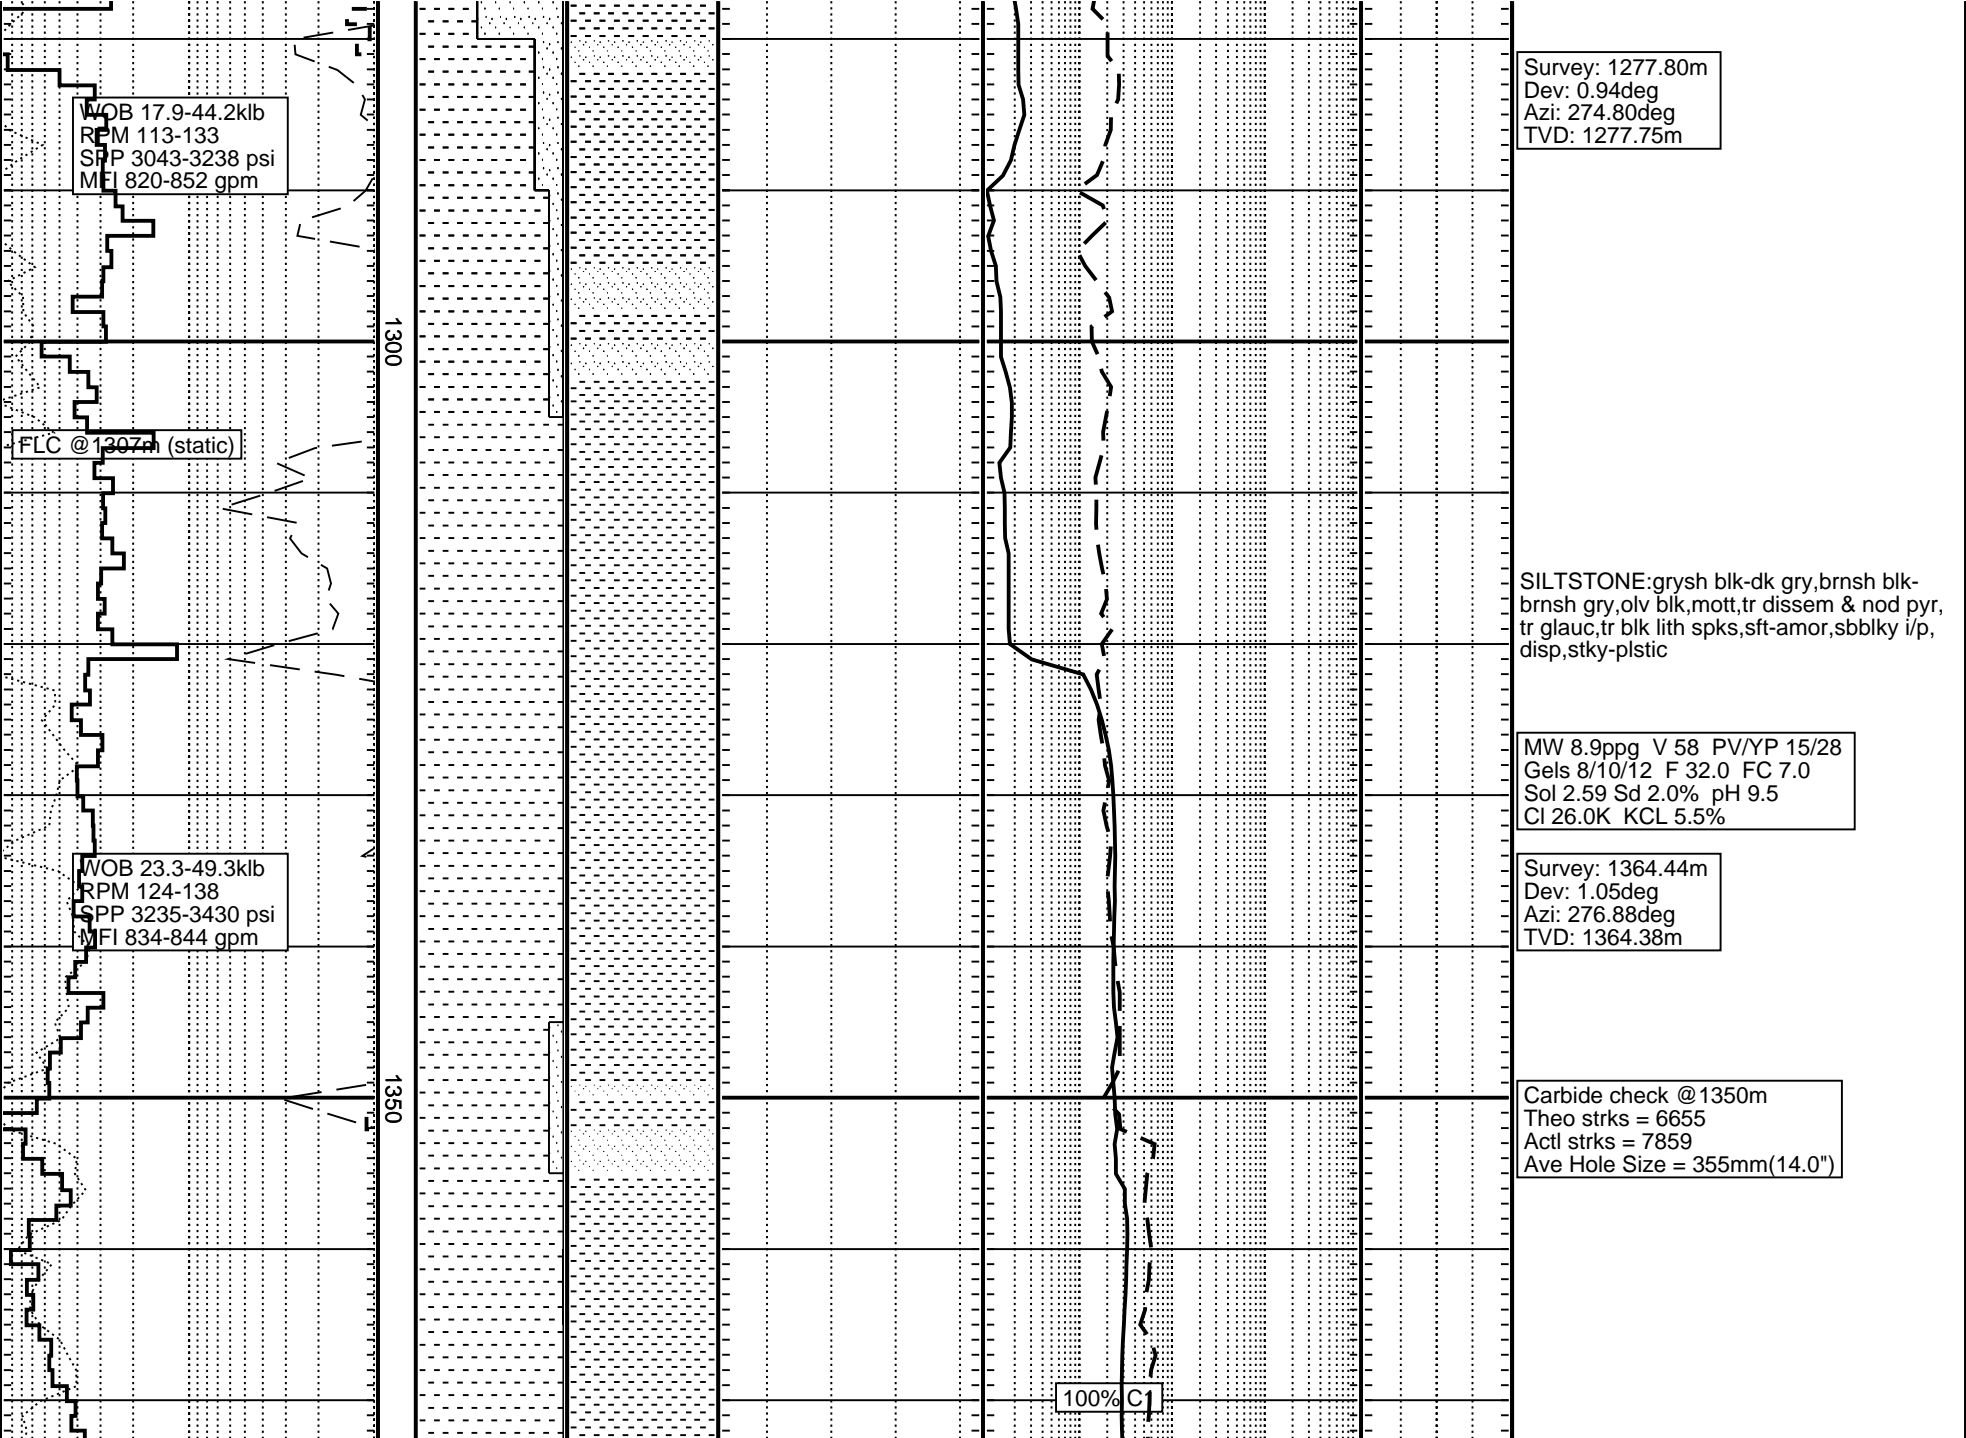 Survey: 1277.80m
Dev: 0.94deg
Azi: 274.80deg
TVD: 1277.75m
WOB 17.9-44.2klb
RPM 113-133
SPP 3043-3238 psi
MFI 820-852 gpm
1300
FLC @1307m (static)
SILTSTONE:grysh blk-dk gry,brnsh blk-
brnsh gry,olv blk,mott,tr dissem & nod pyr,
tr glauc,tr blk lith spks,sft-amor,sbblky i/p,
disp,stky-plstic
MW 8.9ppg V 58 PV/YP 15/28
Gels 8/10/12 F 32.0 FC 7.0
Sol 2.59 Sd 2.0% pH 9.5
Cl 26.0K KCL 5.5%
WOB 23.3-49.3klb
RPM 124-138
SPP 3235-3430 psi
MFI 834-844 gpm
Survey: 1364.44m
Dev: 1.05deg
Azi: 276.88deg
TVD: 1364.38m
1350
Carbide check @1350m
Theo strks = 6655
Actl strks = 7859
Ave Hole Size = 355mm(14.0")
100% C1